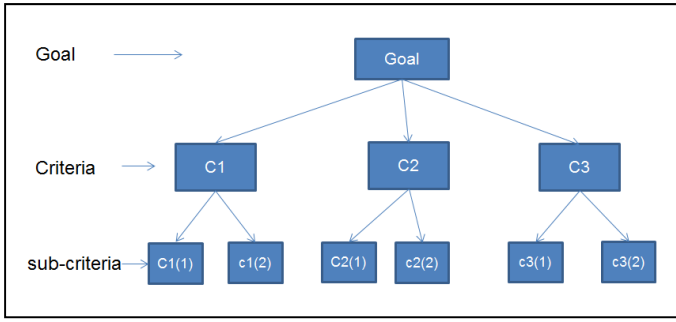 Goal
Goal
Criteria
C1
C2
C3
sub-criteria
C1(1)
c1(2)
C2(1)
c2(2)
c3(1)
c3(2)